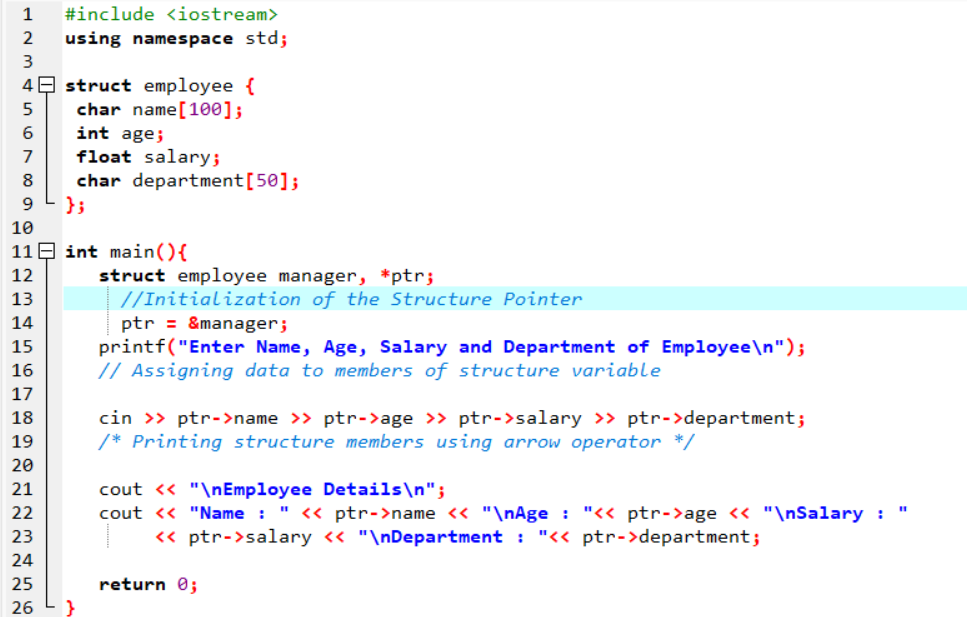 1 #include <iostream>
2 using namespace std;
3
4 struct employee {
5 char name[100];
6 int age;
7 float salary;
8 char department[50];
9 };
10
11 int main(){
12 struct employee manager, *ptr;
13 //Initialization of the Structure Pointer
14 ptr = &manager;
15 printf("Enter Name, Age, Salary and Department of Employee\n");
16 // Assigning data to members of structure variable
17
18 cin >> ptr->name >> ptr->age >> ptr->salary >> ptr->department;
19 /* Printing structure members using arrow operator */
20
21 cout << "\nEmployee Details\n";
22 cout << "Name : " << ptr->name << "\nAge : "<< ptr->age << "\nSalary : "
23 << ptr->salary << "\nDepartment : "<< ptr->department;
24
25 return 0;
26 }